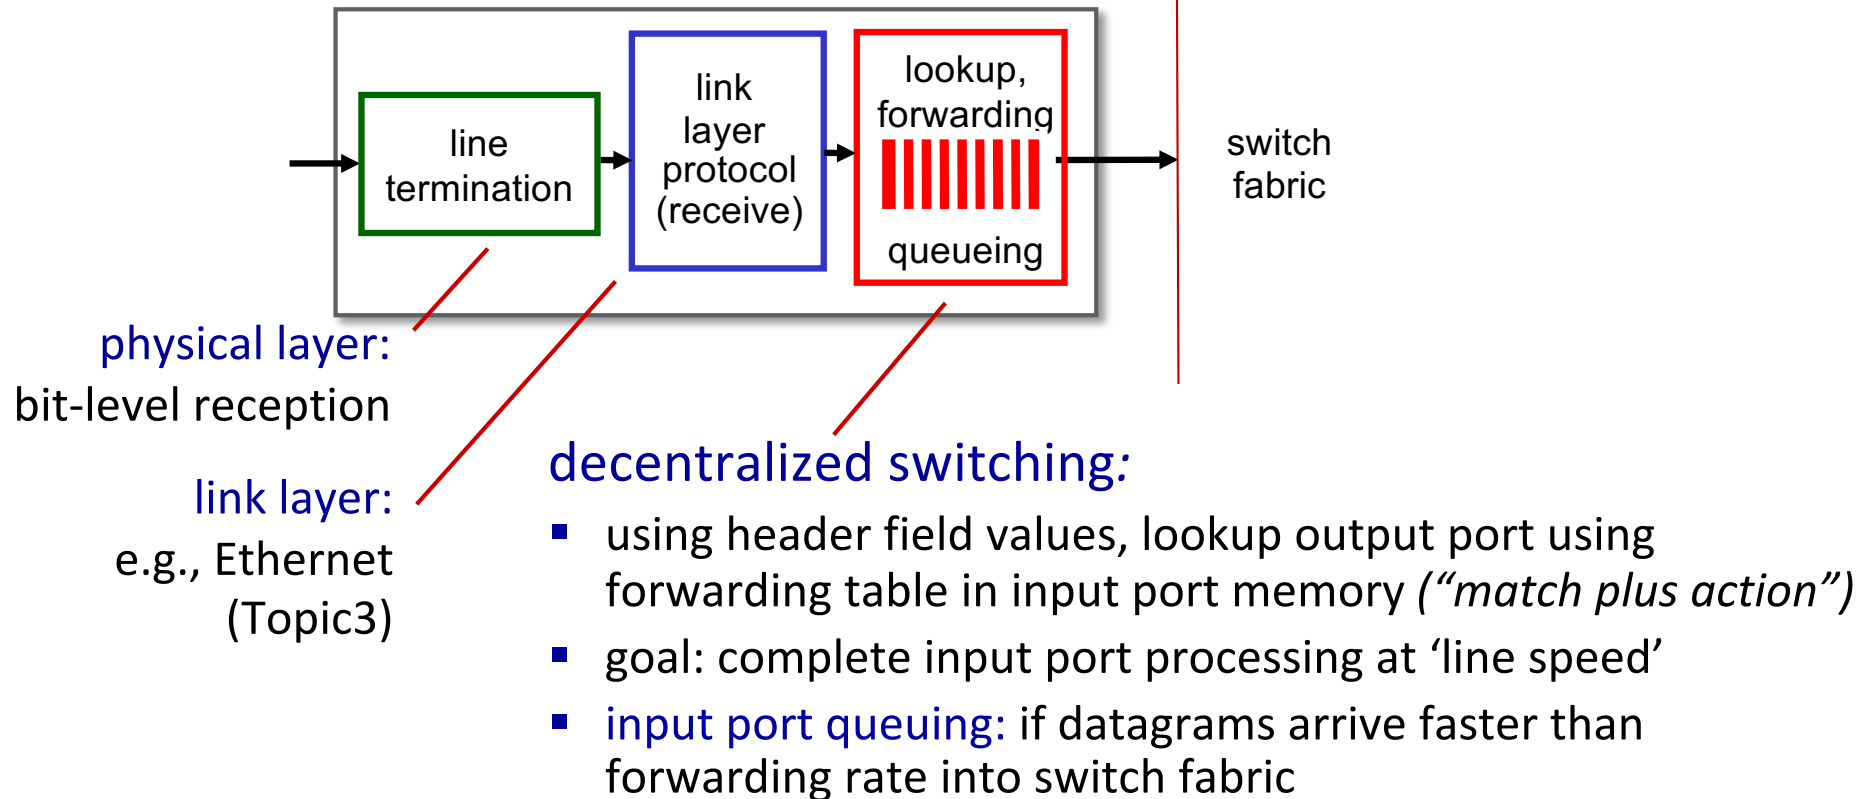 line
termination
link
layer
protocol
(receive)
lookup,
forwarding
queueing
switch
fabric
physical layer:
bit-level reception
link layer:
e.g., Ethernet
(Topic3)
decentralized switching:
▪ using header field values, lookup output port using
forwarding table in input port memory (“match plus action”)
▪ goal: complete input port processing at ‘line speed’
▪ input port queuing: if datagrams arrive faster than
forwarding rate into switch fabric